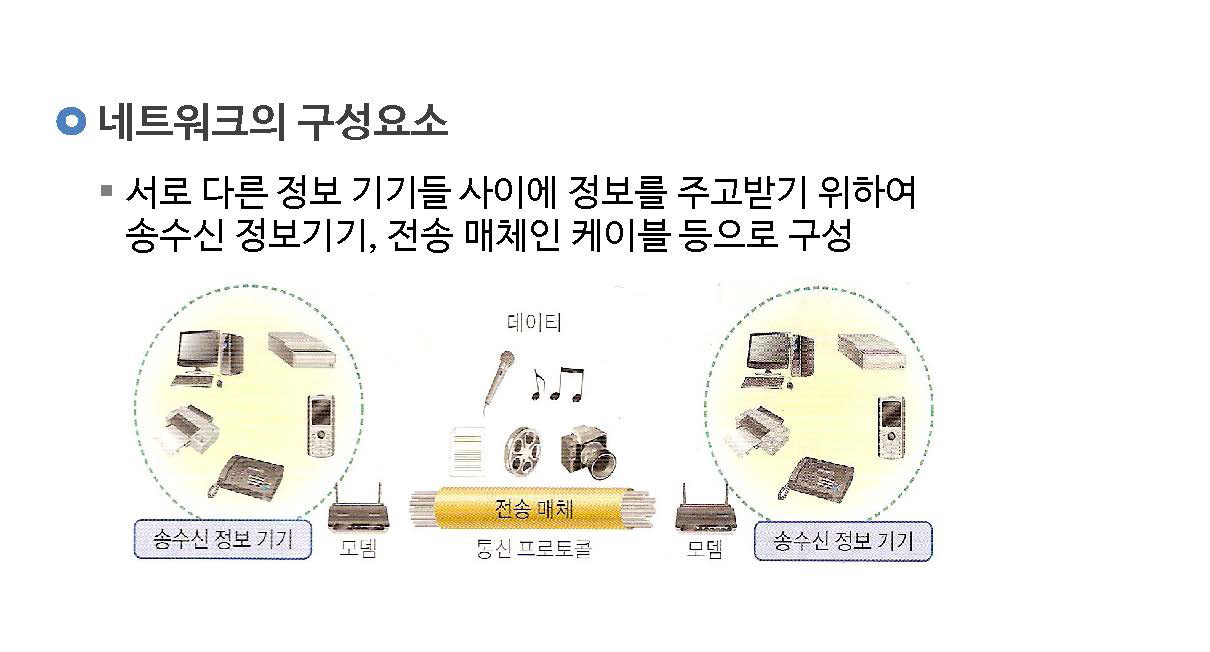 네트워크의 구성요소
서로 다른 정보 기기들 사이에 정보를 주고받기 위하여
송수신 정보기기, 전송 매체인 케이블 등으로 구성
데이터
전송 매체
송수신 정보 기기
모뎀
통신 프로토콜
모뎀
송수신 정보 기기